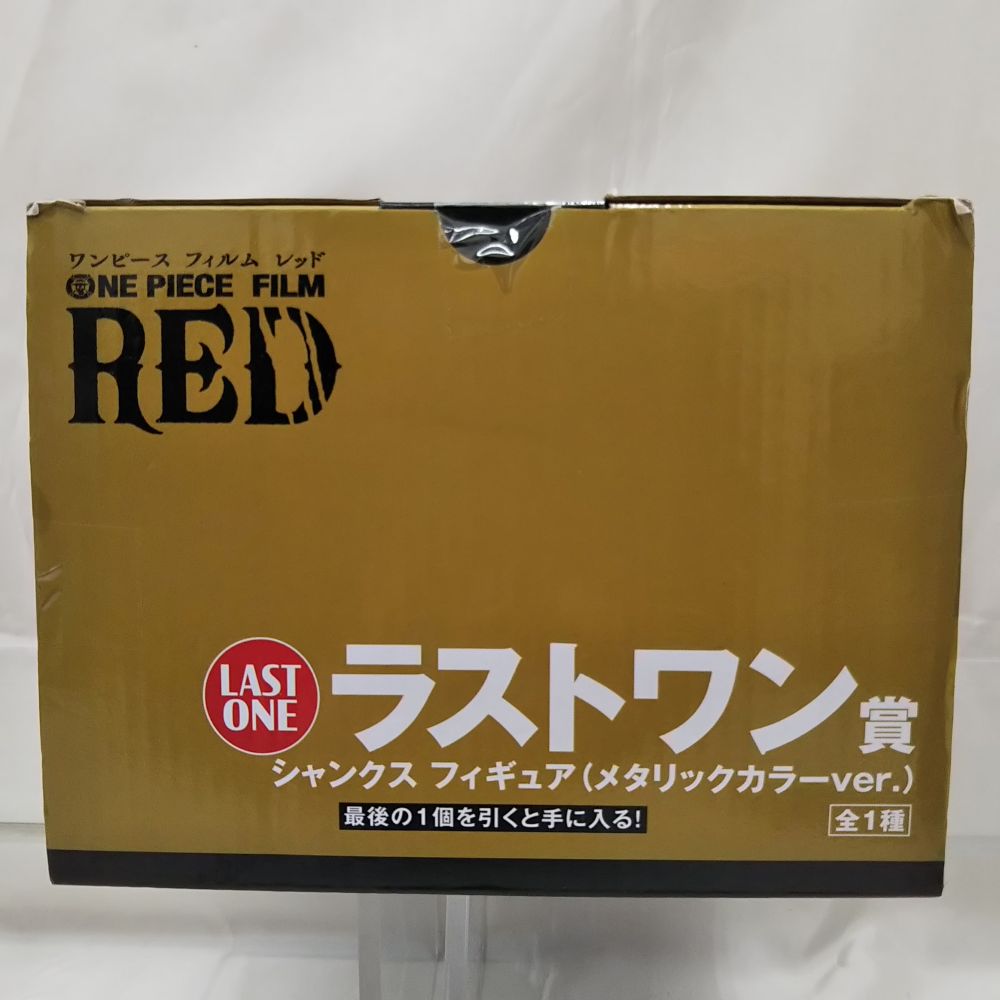 ワンピース フィルム レッド
ONE PIECE FILM
RED
LAST
ONE
ラストワン賞
シャンクス フィギュア(メタリックカラーver.)
最後の1個を引くと手に入る!
全1種